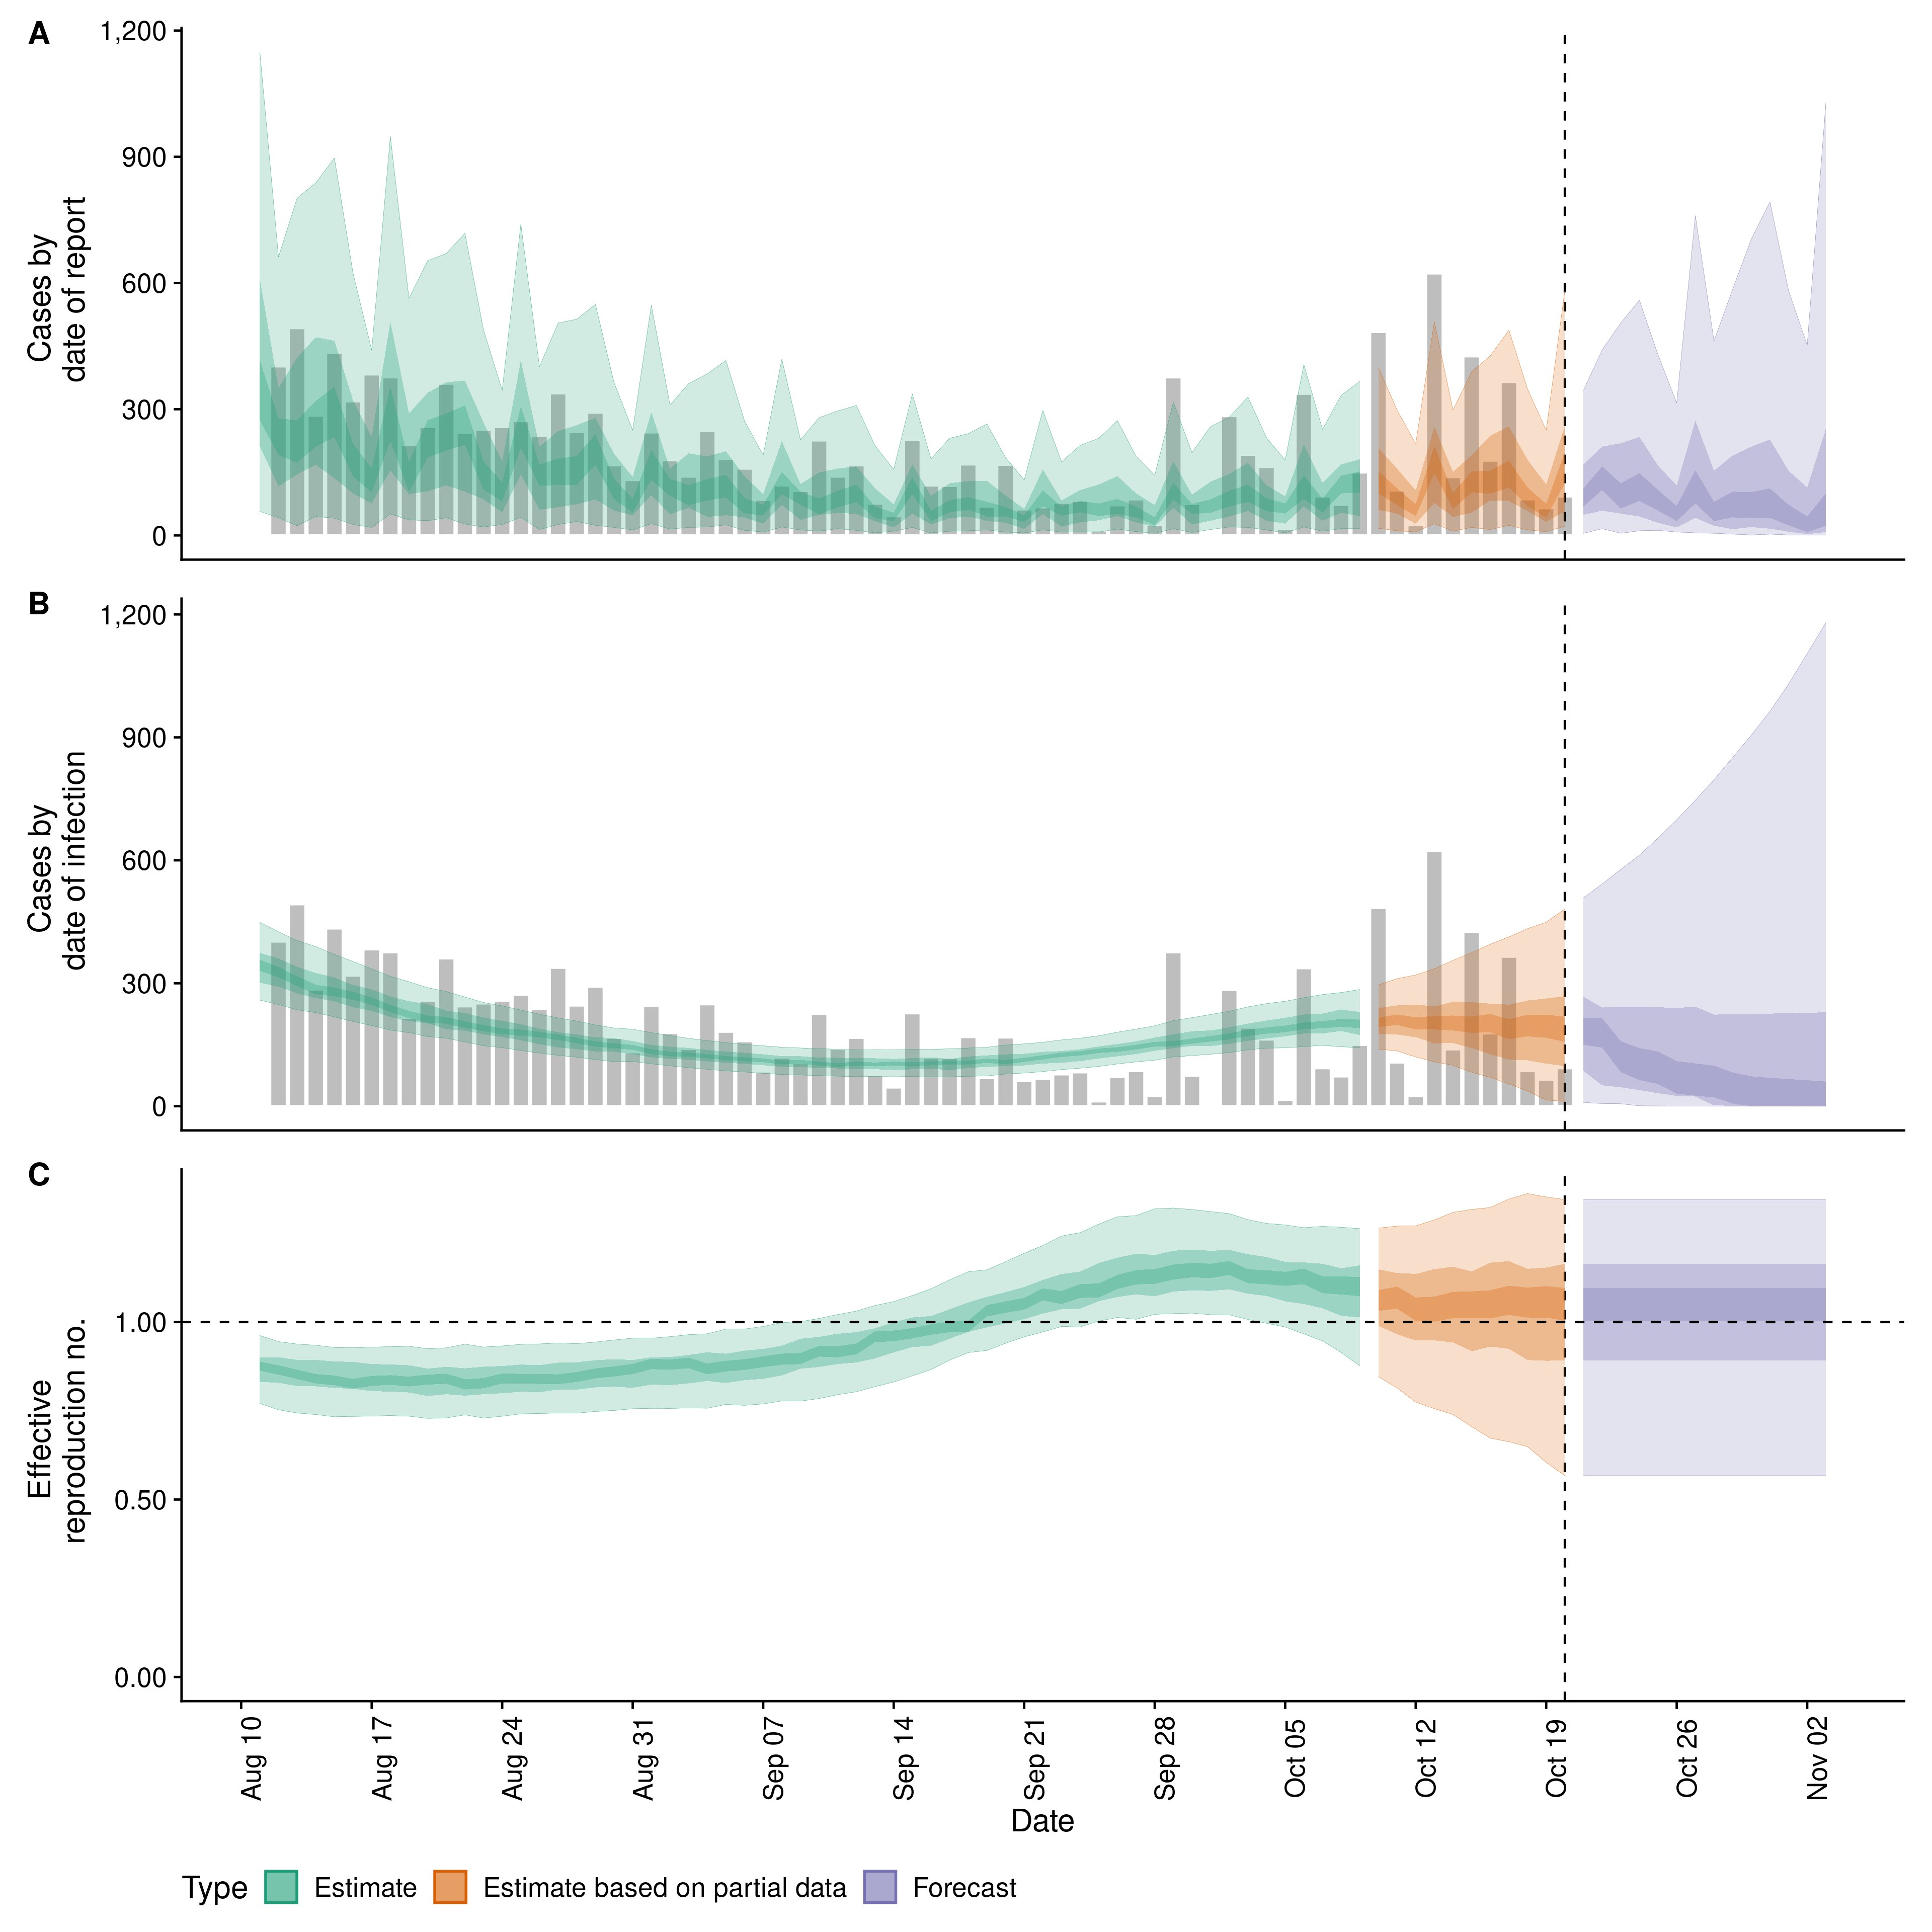 A
1,200
900
600
300
0
Cases by
date of report
B
1,200
900
600
300
0
Cases by
date of infection
C
1.00
0.50
0.00
Effective
reproduction no.
Aug 10
Aug 17
Aug 24
Aug 31
Sep 07
Sep 14
Sep 21
Sep 28
Oct 05
Oct 12
Oct 19
Oct 26
Nov 02
Date
Type Estimate Estimate based on partial data Forecast